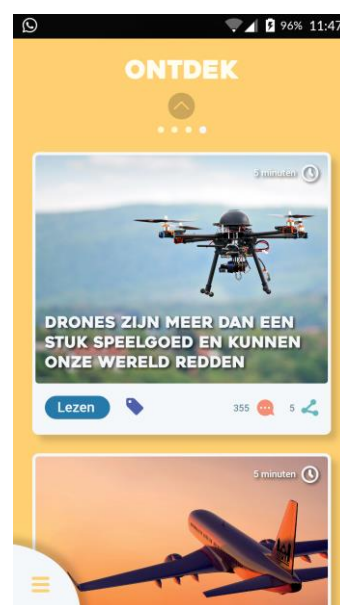 96% 11:47
ONTDEK
5 minuten
DRONES ZIJN MEER DAN EEN
STUK SPEELGOED EN KUNNEN
ONZE WERELD REDDEN
Lezen
355
5
5 minuten